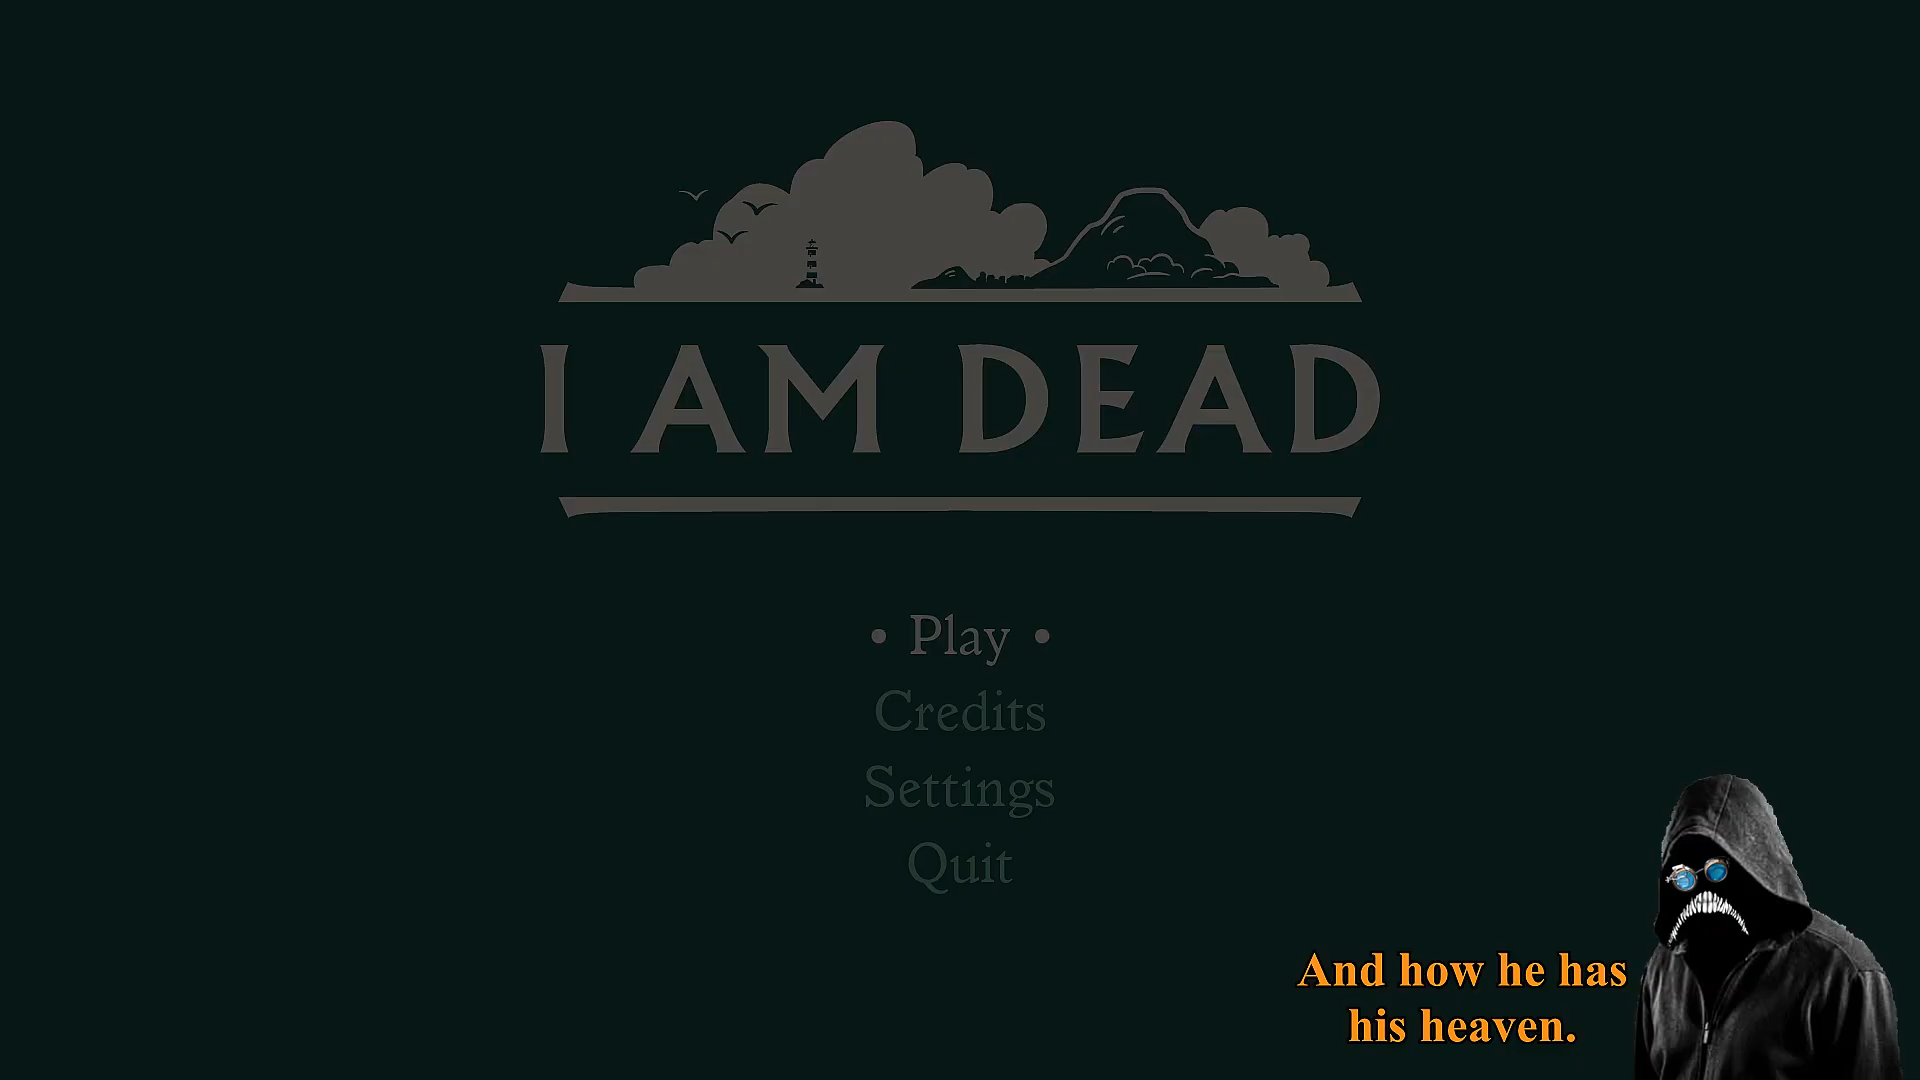 I AM DEAD
• Play •
Credits
Settings
Quit
And how he has
his heaven.